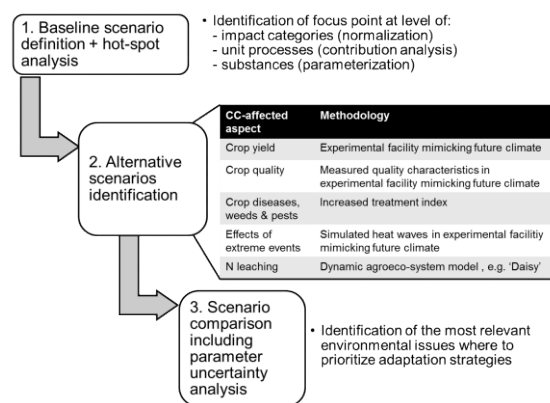 1. Baseline scenario
definition + hot-spot
analysis
• Identification of focus point at level of:
- impact categories (normalization)
- unit processes (contribution analysis)
- substances (parameterization)
2. Alternative
scenarios
identification
CC-affected
aspect
Methodology
Crop yield
Experimental facility mimicking future climate
Crop quality
Measured quality characteristics in
experimental facility mimicking future climate
Crop diseases,
weeds & pests
Increased treatment index
Effects of
extreme events
Simulated heat waves in experimental facilitiy
mimicking future climate
N leaching
Dynamic agroeco-system model , e.g. ‘Daisy’
3. Scenario
comparison
including
parameter
uncertainty
analysis
• Identification of the most relevant
environmental issues where to
prioritize adaptation strategies